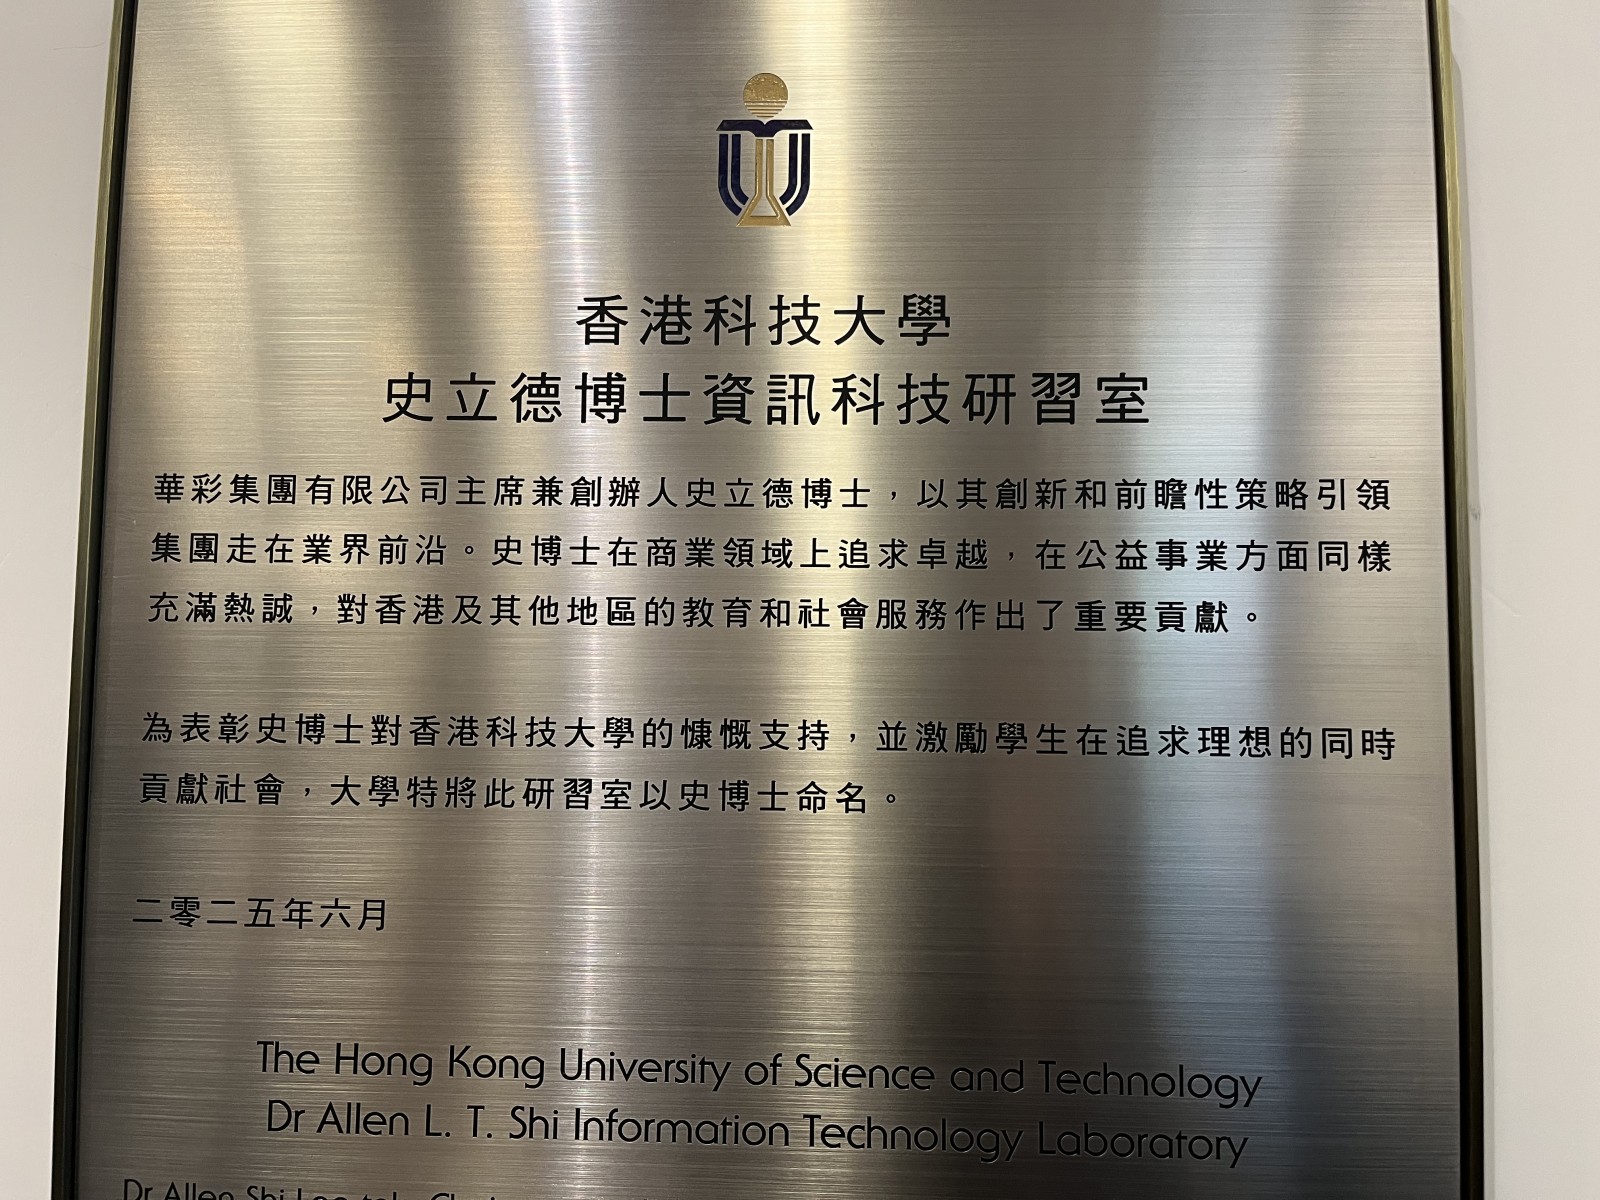 香港科技大學
史立德博士資訊科技研習室
華彩集團有限公司主席兼創辦人史立德博士，以其創新和前瞻性策略引領
集團走在業界前沿。史博士在商業領域上追求卓越，在公益事業方面同樣
充滿熱誠，對香港及其他地區的教育和社會服務作出了重要貢獻。
為表彰史博士對香港科技大學的慷慨支持，並激勵學生在追求理想的同時
貢獻社會，大學特將此研習室以史博士命名。
二零二五年六月
The Hong Kong University of Science and Technology
Dr Allen L. T. Shi Information Technology Laboratory
Dr Allen Shi Lop-tak,